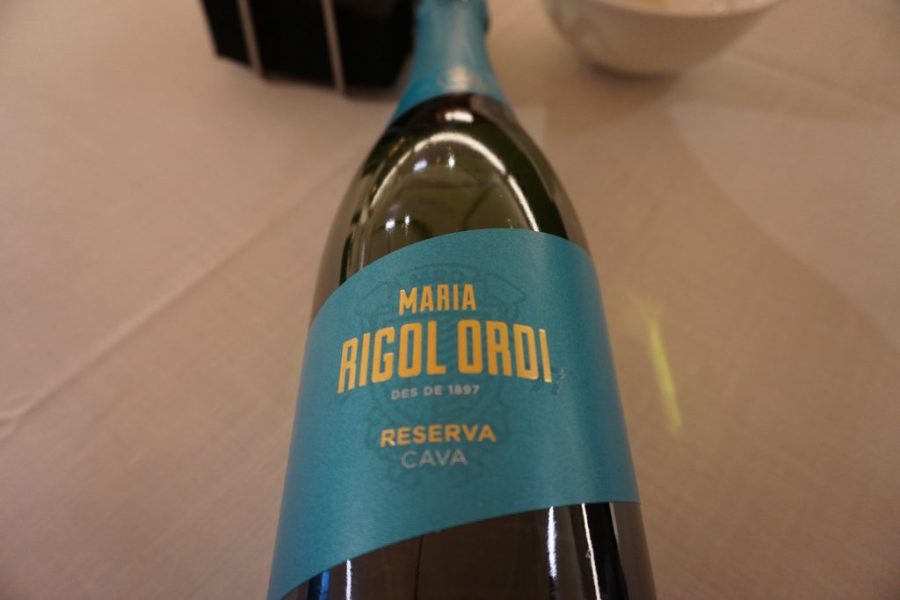 MARIA
RIGOL ORDI
DES DE 1897
RESERVA
CAVA